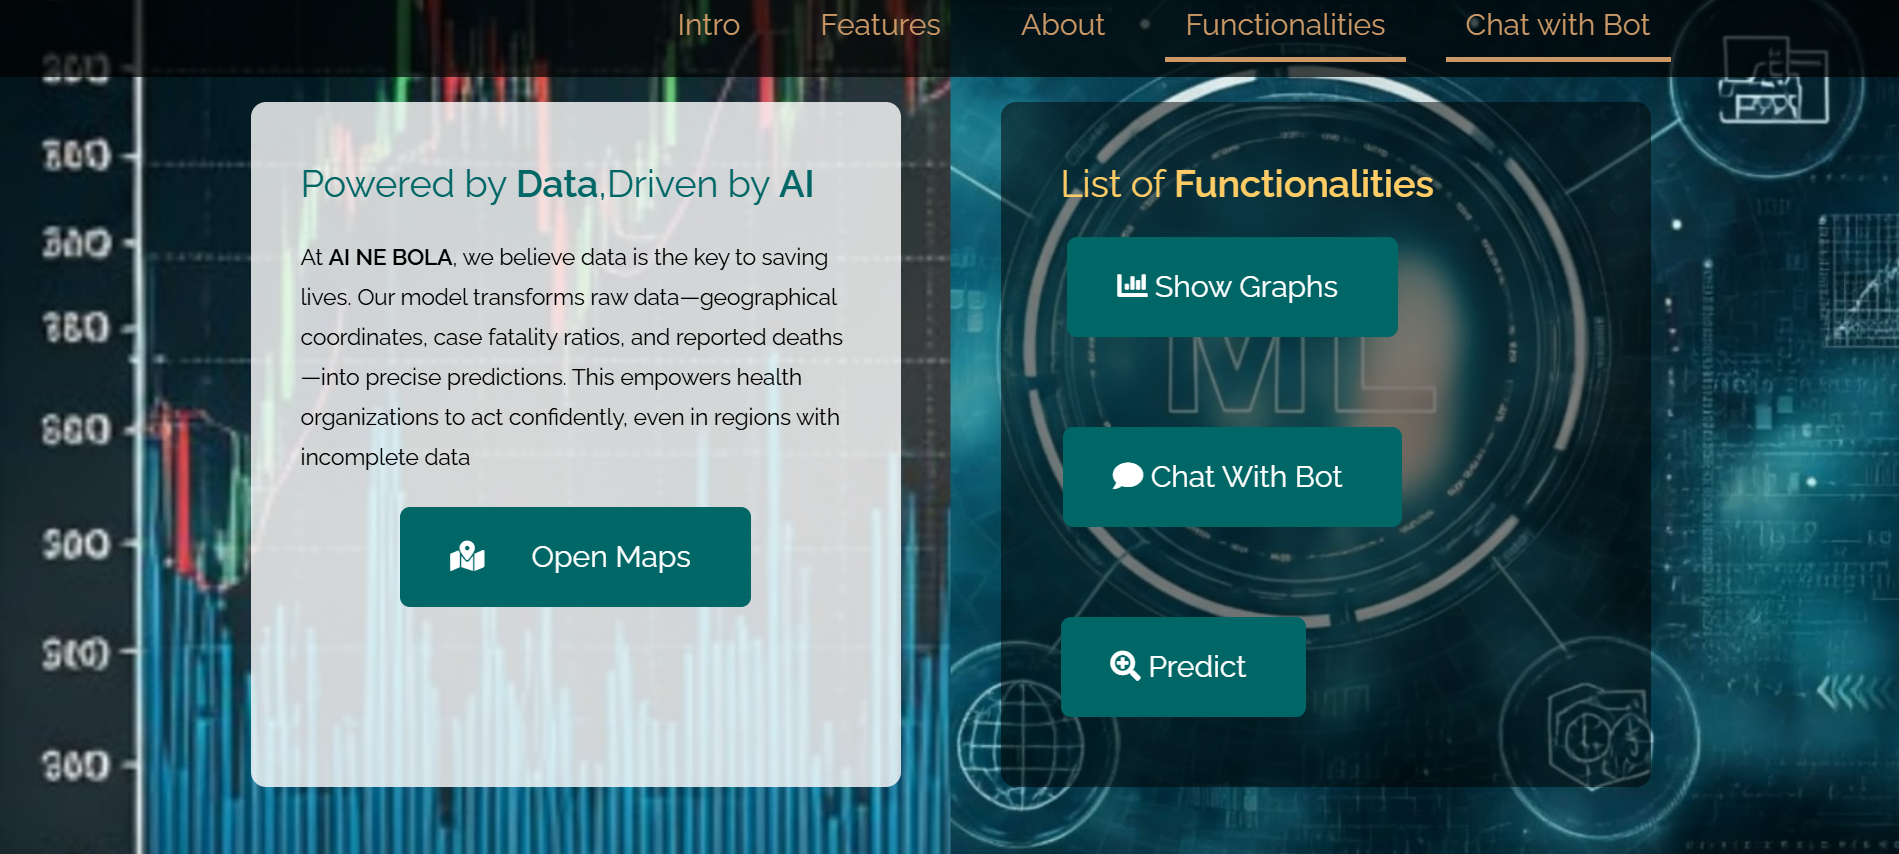 Intro Features About Functionalities Chat with Bot
Powered by Data,Driven by AI
At AI NE BOLA, we believe data is the key to saving
lives. Our model transforms raw data—geographical
coordinates, case fatality ratios, and reported deaths
—into precise predictions. This empowers health
organizations to act confidently, even in regions with
incomplete data
Open Maps
List of Functionalities
Show Graphs
ML
Chat With Bot
Predict